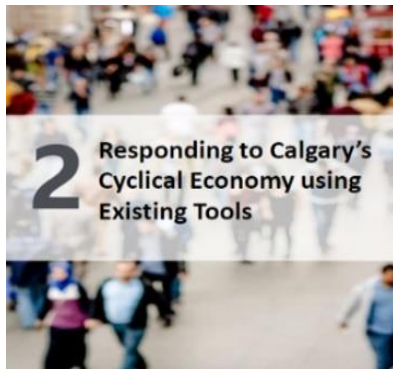 2
Responding to Calgary's
Cyclical Economy using
Existing Tools